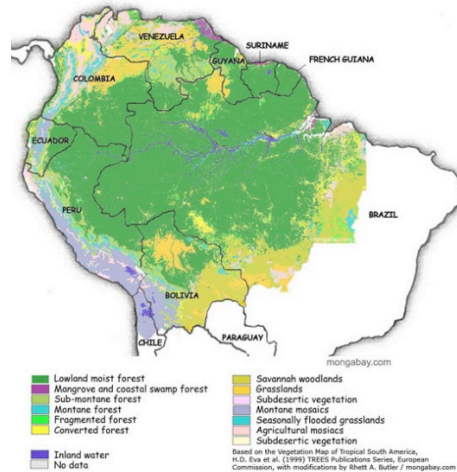 VENEZUELA
SURINAME
GUYANA
FRENCH GUIANA
COLOMBIA
ECUADOR
PERU
BRAZIL
BOLIVIA
CHILE
PARAGUAY
mongabay.com
Lowland moist forest
Mangrove and coastal swamp forest
Sub-montane forest
Montane forest
Fragmented forest
Converted forest
Inland water
No data
Savannah woodlands
Grasslands
Subdesertic vegetation
Montane mosaics
Seasonally flooded grasslands
Agricultural mosiacs
Subdesertic vegetation
Based on the Vegetation Map of Tropical South America,
H.D. Eva et al. (1999) TREES Publications Series, European
Commission, with modifications by Rhett A. Butler / mongabay.com